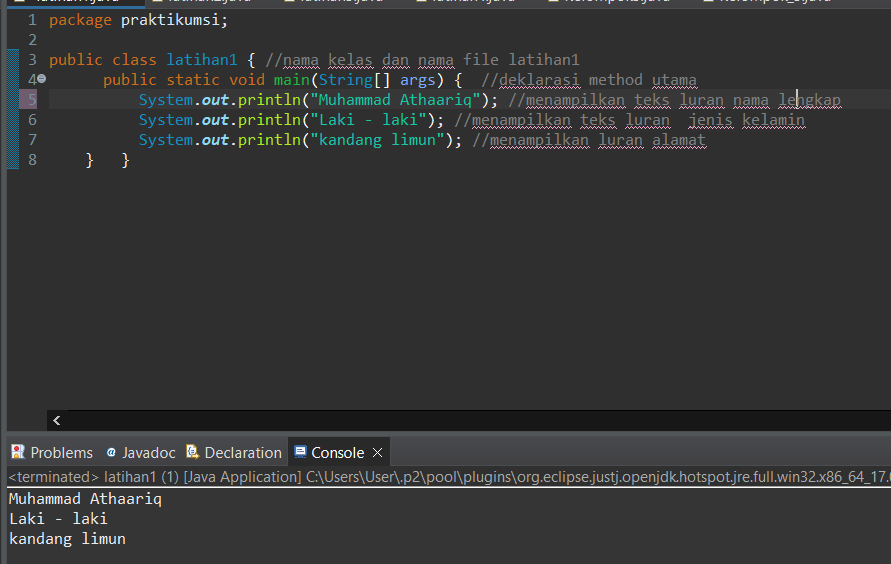 1 package praktikumsi;
2
3 public class latihan1 { //nama kelas dan nama file latihan1
4 public static void main(String[] args) { //deklarasi method utama
5 System.out.println("Muhammad Athaariq"); //menampilkan teks luran nama lengkap
6 System.out.println("Laki - laki"); //menampilkan teks luran jenis kelamin
7 System.out.println("kandang limun"); //menampilkan luran alamat
8 } }
Problems Javadoc Declaration Console
<terminated> latihan1 (1) [Java Application] C:\Users\User\.p2\pool\plugins\org.eclipse.justj.openjdk.hotspot.jre.full.win32.x86_64_17.
Muhammad Athaariq
Laki - laki
kandang limun